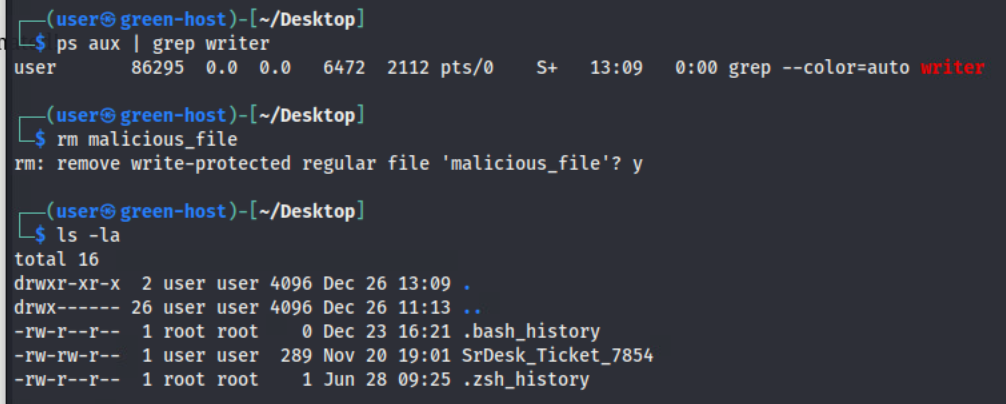 ┌──(user㉿green-host)-[~/Desktop]
└─$ ps aux | grep writer
user       86295  0.0  0.0   6472  2112 pts/0    S+   13:09   0:00 grep --color=auto writer
┌──(user㉿green-host)-[~/Desktop]
└─$ rm malicious_file
rm: remove write-protected regular file 'malicious_file'? y
┌──(user㉿green-host)-[~/Desktop]
└─$ ls -la
total 16
drwxr-xr-x  2 user user 4096 Dec 26 13:09 .
drwx------ 26 user user 4096 Dec 26 11:13 ..
-rw-r--r--  1 root root    0 Dec 23 16:21 .bash_history
-rw-rw-r--  1 user user  289 Nov 20 19:01 SrDesk_Ticket_7854
-rw-r--r--  1 root root    1 Jun 28 09:25 .zsh_history